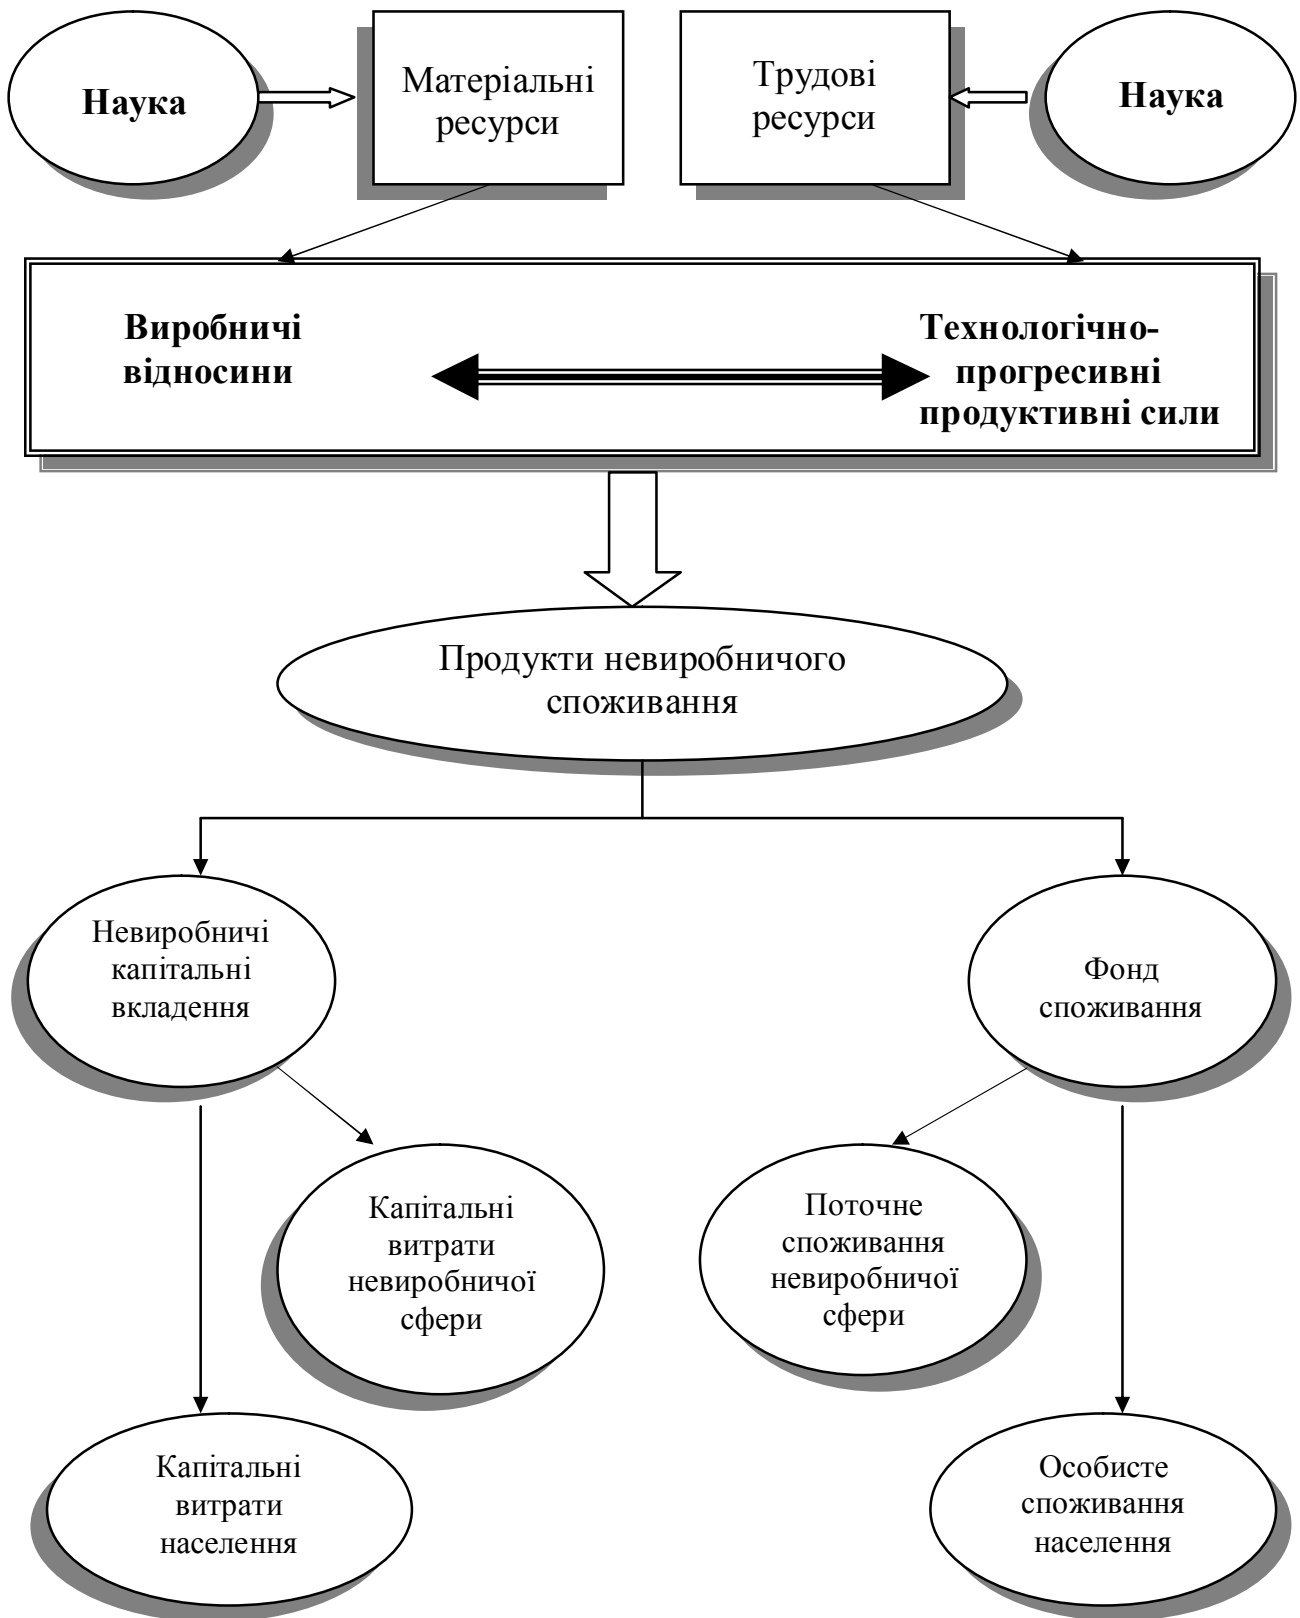 Наука
Матеріальні
ресурси
Трудові
ресурси
Наука
Виробничі
відносини
Технологічно-
прогресивні
продуктивні сили
Продукти невиробничого
споживання
Невиробничі
капітальні
вкладення
Фонд
споживання
Капітальні
витрати
невиробничої
сфери
Поточне
споживання
невиробничої
сфери
Капітальні
витрати
населення
Особисте
споживання
населення